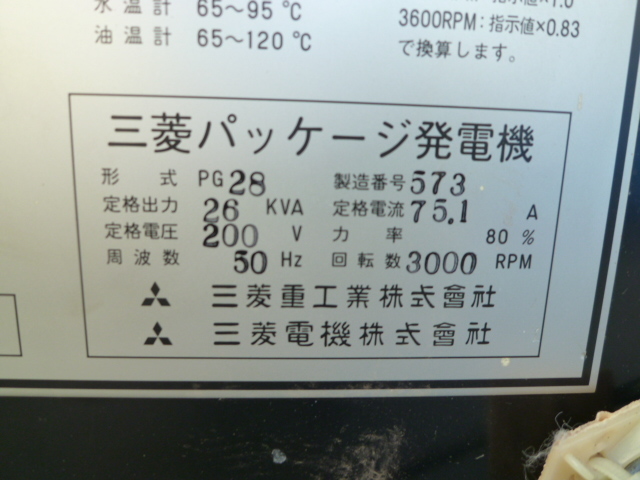 水温計 65～95℃
油温計 65～120℃
3600RPM：指示値×0.83
で換算します。
三菱パッケージ発電機
形式 PG28 製造番号 573
定格出力 26 KVA 定格電流 75.1 A
定格電圧 200 V 力率 80 %
周波数 50 Hz 回転数 3000 RPM
三菱重工業株式會社
三菱電機株式會社